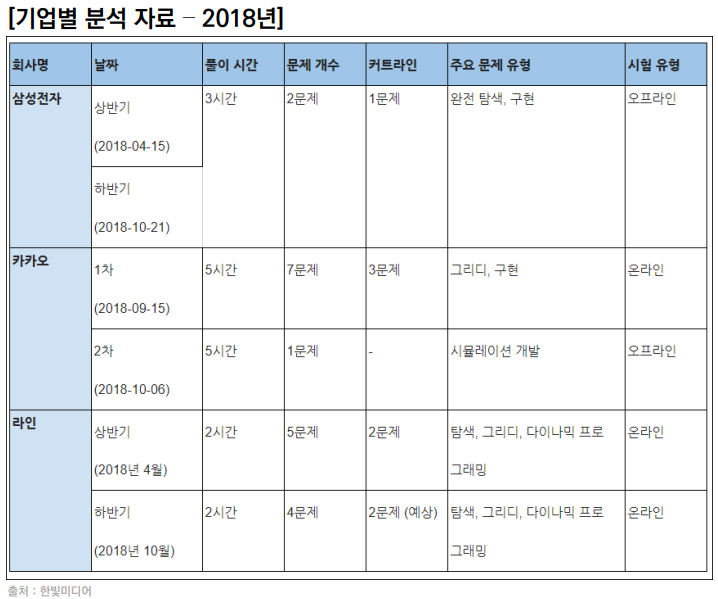 [기업별 분석 자료 – 2018년]
회사명 날짜 풀이 시간 문제 개수 커트라인 주요 문제 유형 시험 유형
삼성전자 상반기 3시간 2문제 1문제 완전 탐색, 구현 오프라인
(2018-04-15)
하반기
(2018-10-21)
카카오 1차 5시간 7문제 3문제 그리디, 구현 온라인
(2018-09-15)
2차 5시간 1문제 - 시뮬레이션 개발 오프라인
(2018-10-06)
라인 상반기 2시간 5문제 2문제 탐색, 그리디, 다이나믹 프로 온라인
(2018년 4월) 그래밍
하반기 2시간 4문제 2문제 (예상) 탐색, 그리디, 다이나믹 프로 온라인
(2018년 10월) 그래밍
출처 : 한빛미디어